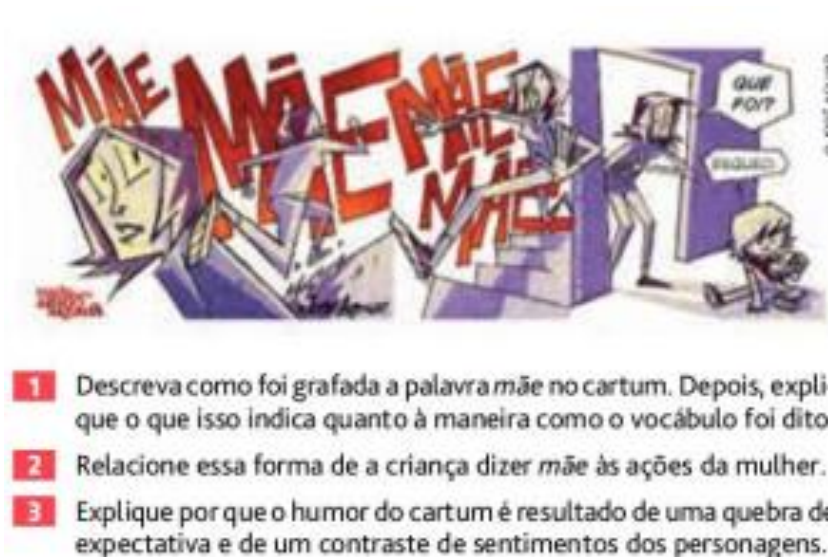 MÃE
MÃE
MÃE
MÃE
MÃE
QUE
FOI?
ESQUECI.
1 Descreva como foi grafada a palavra mãe no cartum. Depois, expli
que o que isso indica quanto à maneira como o vocábulo foi dito
2 Relacione essa forma de a criança dizer mãe às ações da mulher.
3 Explique por que o humor do cartum é resultado de uma quebra de
expectativa e de um contraste de sentimentos dos personagens.